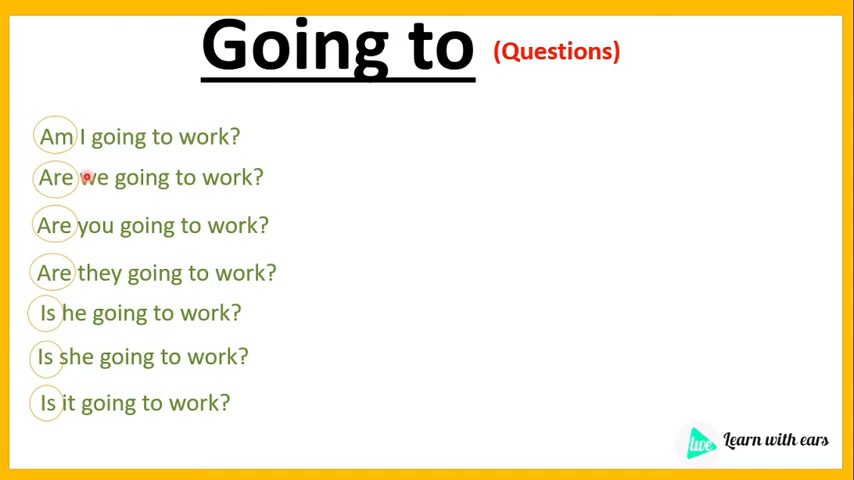 Going to (Questions)
Am I going to work?
Are we going to work?
Are you going to work?
Are they going to work?
Is he going to work?
Is she going to work?
Is it going to work?
live Learn with ears